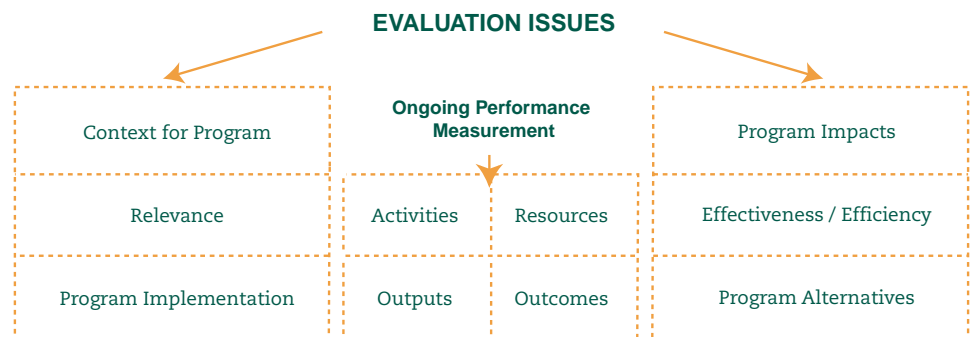 EVALUATION ISSUES
Context for Program
Relevance
Program Implementation
Ongoing Performance
Measurement
Activities
Resources
Outputs
Outcomes
Program Impacts
Effectiveness / Efficiency
Program Alternatives